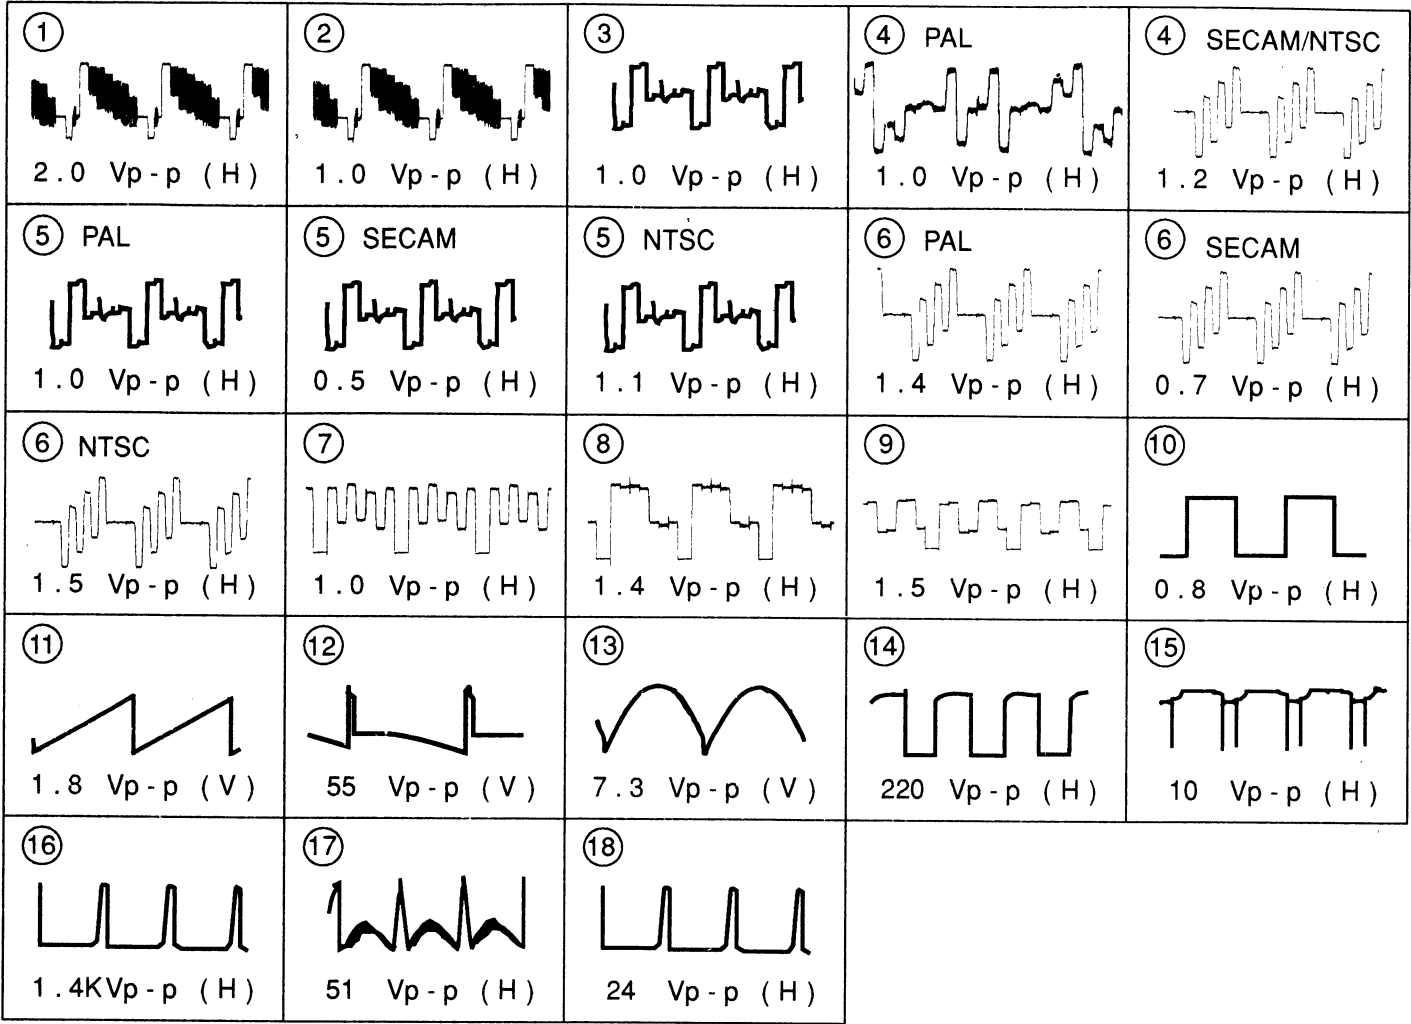 ① ② ③ ④ PAL ④ SECAM/NTSC
2.0 Vp-p (H) 1.0 Vp-p (H) 1.0 Vp-p (H) 1.0 Vp-p (H) 1.2 Vp-p (H)
⑤ PAL ⑤ SECAM ⑤ NTSC ⑥ PAL ⑥ SECAM
1.0 Vp-p (H) 0.5 Vp-p (H) 1.1 Vp-p (H) 1.4 Vp-p (H) 0.7 Vp-p (H)
⑥ NTSC ⑦ ⑧ ⑨ ⑩
1.5 Vp-p (H) 1.0 Vp-p (H) 1.4 Vp-p (H) 1.5 Vp-p (H) 0.8 Vp-p (H)
⑪ ⑫ ⑬ ⑭ ⑮
1.8 Vp-p (V) 55 Vp-p (V) 7.3 Vp-p (V) 220 Vp-p (H) 10 Vp-p (H)
⑯ ⑰ ⑱
1.4KVp-p (H) 51 Vp-p (H) 24 Vp-p (H)